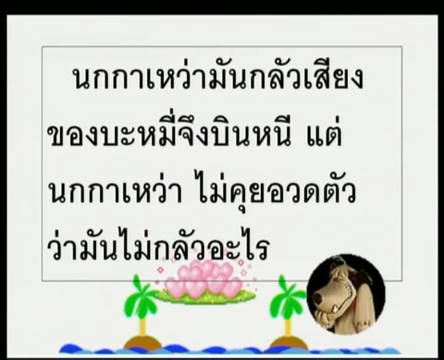 นกกาเหว่ามันกลัวเสียง
ของบะหมี่จึงบินหนี แต่
นกกาเหว่า ไม่คุยอวดตัว
ว่ามันไม่กลัวอะไร